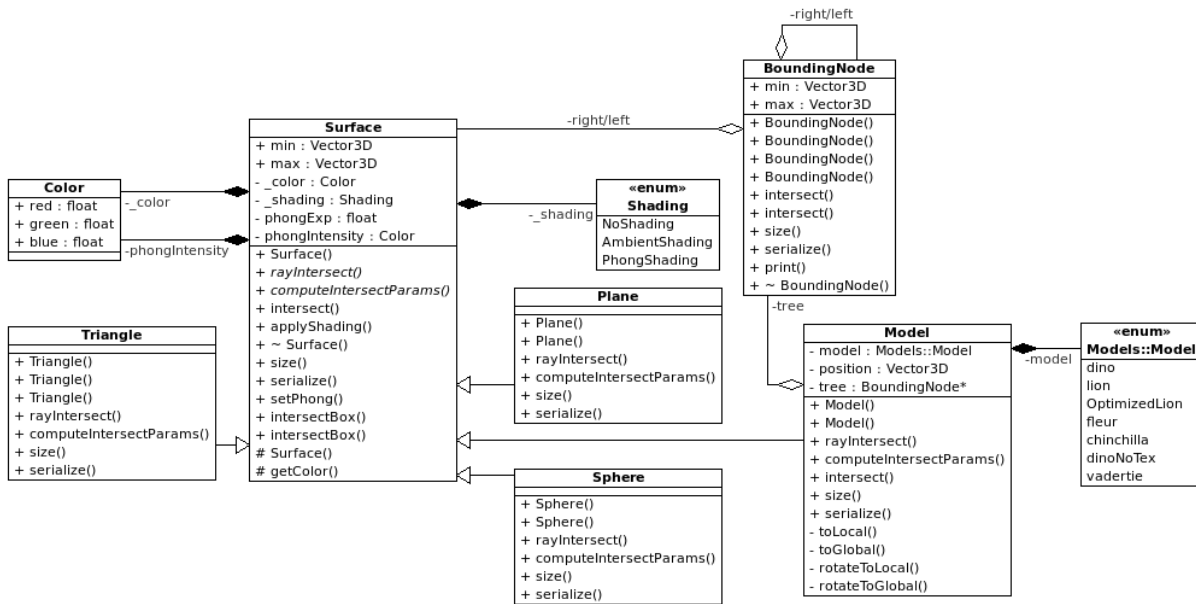 -right/left
BoundingNode
+ min : Vector3D
+ max : Vector3D
+ BoundingNode()
+ BoundingNode()
+ BoundingNode()
+ BoundingNode()
+ intersect()
+ intersect()
+ size()
+ serialize()
+ print()
+ ~ BoundingNode()
-right/left
Surface
+ min : Vector3D
+ max : Vector3D
- _color : Color
- _shading : Shading
- phongExp : float
- phongIntensity : Color
+ Surface()
+ rayIntersect()
+ computeIntersectParams()
+ intersect()
+ applyShading()
+ ~ Surface()
+ size()
+ serialize()
+ setPhong()
+ intersectBox()
+ intersectBox()
# Surface()
# getColor()
Color
+ red : float
+ green : float
+ blue : float
-_color
-phongIntensity
«enum»
Shading
NoShading
AmbientShading
PhongShading
-_shading
Triangle
+ Triangle()
+ Triangle()
+ Triangle()
+ rayIntersect()
+ computeIntersectParams()
+ size()
+ serialize()
Plane
+ Plane()
+ Plane()
+ rayIntersect()
+ computeIntersectParams()
+ size()
+ serialize()
Sphere
+ Sphere()
+ Sphere()
+ rayIntersect()
+ computeIntersectParams()
+ size()
+ serialize()
-tree
Model
- model : Models::Model
- position : Vector3D
- tree : BoundingNode*
+ Model()
+ Model()
+ rayIntersect()
+ computeIntersectParams()
+ intersect()
+ size()
+ serialize()
- toLocal()
- toGlobal()
- rotateToLocal()
- rotateToGlobal()
-model
«enum»
Models::Model
dino
lion
OptimizedLion
fleur
chinchilla
dinoNoTex
vadertie